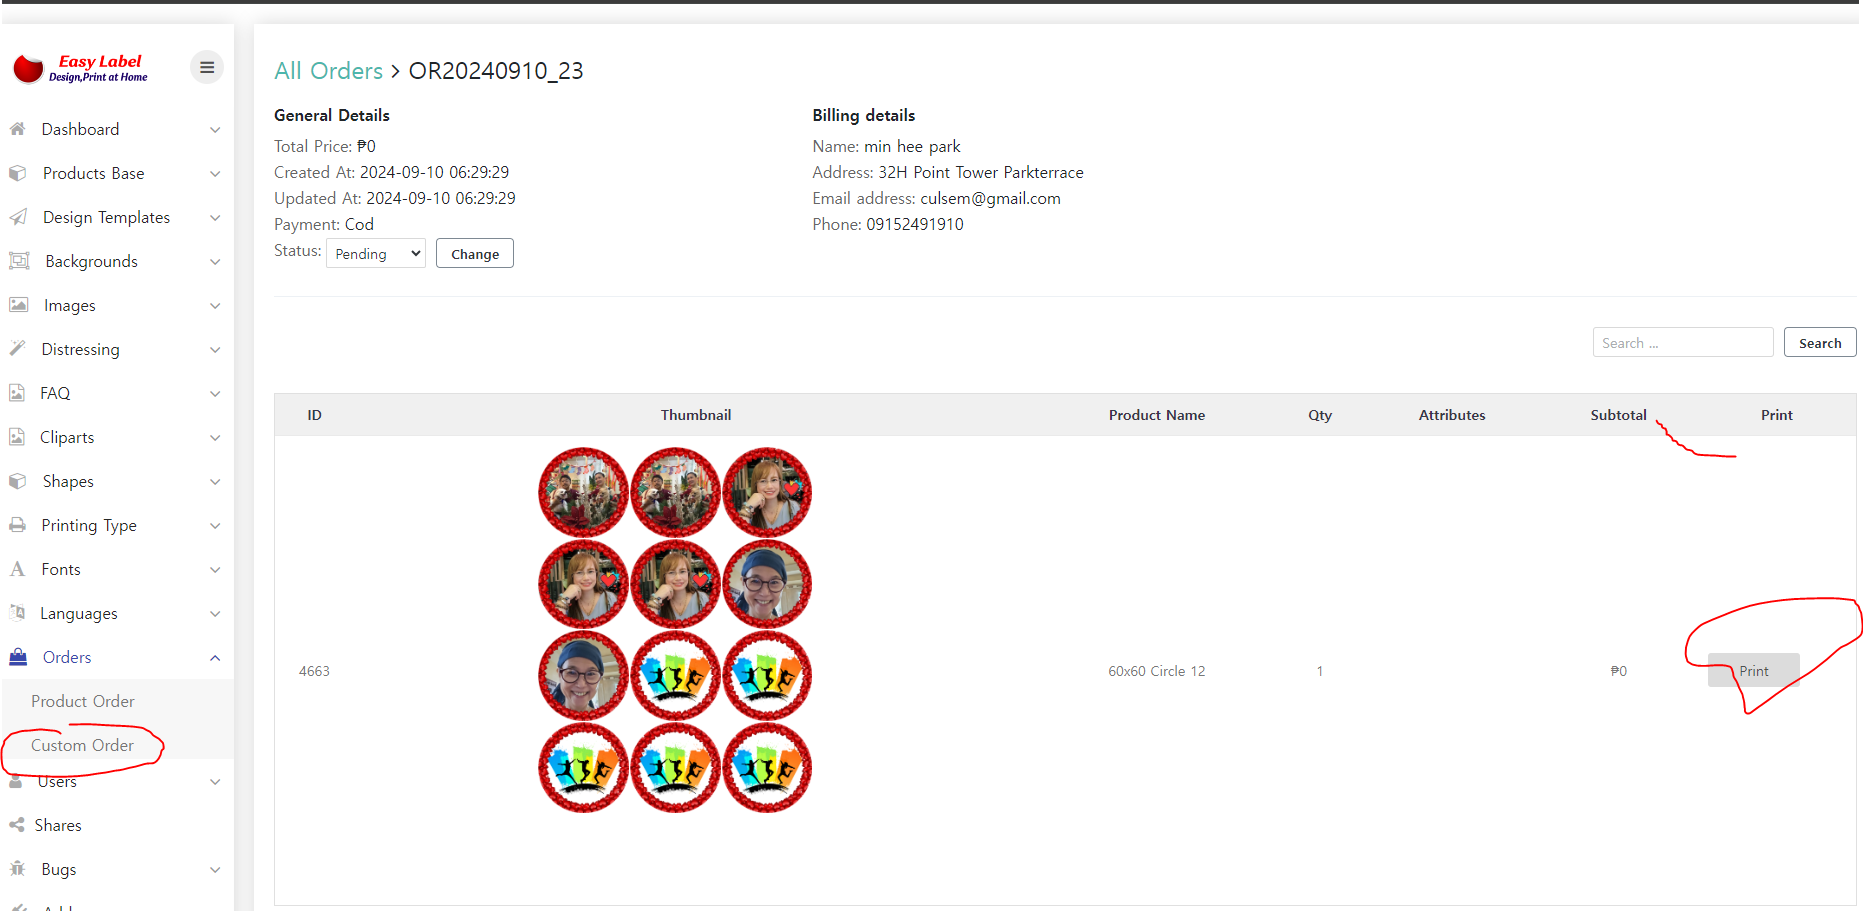 Easy Label
Design,Print at Home
Dashboard
Products Base
Design Templates
Backgrounds
Images
Distressing
FAQ
Cliparts
Shapes
Printing Type
Fonts
Languages
Orders
Product Order
Custom Order
Users
Shares
Bugs
All Orders > OR20240910_23
General Details
Total Price: ₱0
Created At: 2024-09-10 06:29:29
Updated At: 2024-09-10 06:29:29
Payment: Cod
Status: Pending Change
Billing details
Name: min hee park
Address: 32H Point Tower Parkterrace
Email address: culsem@gmail.com
Phone: 09152491910
Search ... Search
ID Thumbnail Product Name Qty Attributes Subtotal Print
4663 60x60 Circle 12 1 ₱0 Print